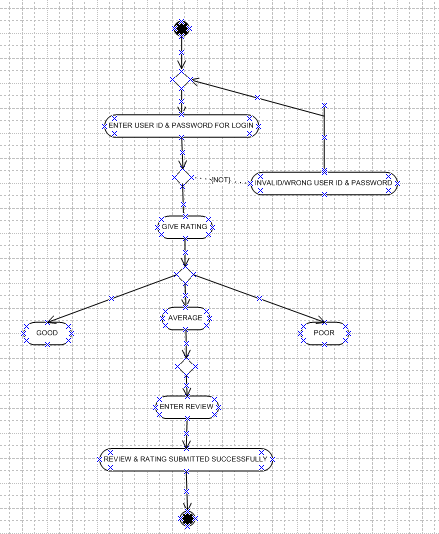 ENTER USER ID & PASSWORD FOR LOGIN
{NOT}
INVALID/WRONG USER ID & PASSWORD
GIVE RATING
GOOD
AVERAGE
POOR
ENTER REVIEW
REVIEW & RATING SUBMITTED SUCCESSFULLY